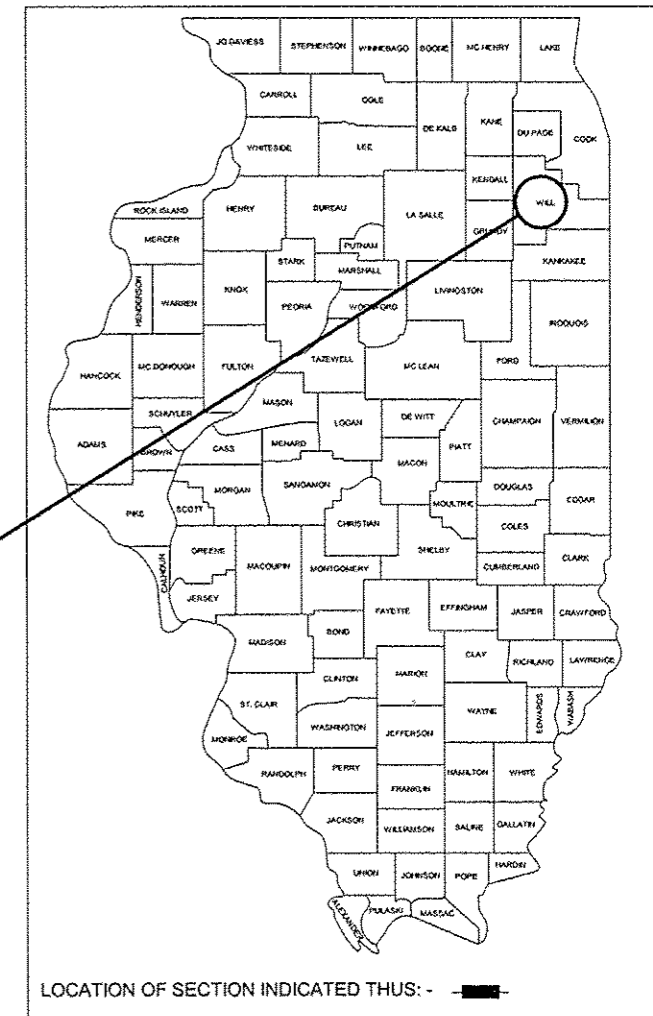 JO DAVIESS STEPHENSON WINNEBAGO BOONE MC HENRY LAKE
CARROLL OGLE DE KALB KANE DU PAGE COOK
WHITESIDE LEE KENDALL WILL
ROCK ISLAND HENRY BUREAU LA SALLE GRUNDY
MERCER PUTNAM KANKAKEE
STARK MARSHALL
HENDERSON WARREN KNOX PEORIA WOODFORD LIVINGSTON IROQUOIS
HANCOCK MC DONOUGH FULTON TAZEWELL MC LEAN FORD
SCHUYLER MASON LOGAN DE WITT CHAMPAIGN VERMILION
ADAMS BROWN CASS MENARD MACON PIATT
PIKE SCOTT MORGAN SANGAMON MOULTRIE DOUGLAS EDGAR
CHRISTIAN COLES
CALHOUN GREENE MACOUPIN MONTGOMERY SHELBY CUMBERLAND CLARK
JERSEY FAYETTE EFFINGHAM JASPER CRAWFORD
MADISON BOND CLAY RICHLAND LAWRENCE
CLINTON MARION
ST. CLAIR WAYNE EDWARDS WABASH
MONROE WASHINGTON JEFFERSON
RANDOLPH PERRY HAMILTON WHITE
FRANKLIN
JACKSON WILLIAMSON SALINE GALLATIN
UNION JOHNSON POPE HARDIN
ALEXANDER PULASKI MASSAC
LOCATION OF SECTION INDICATED THUS: -